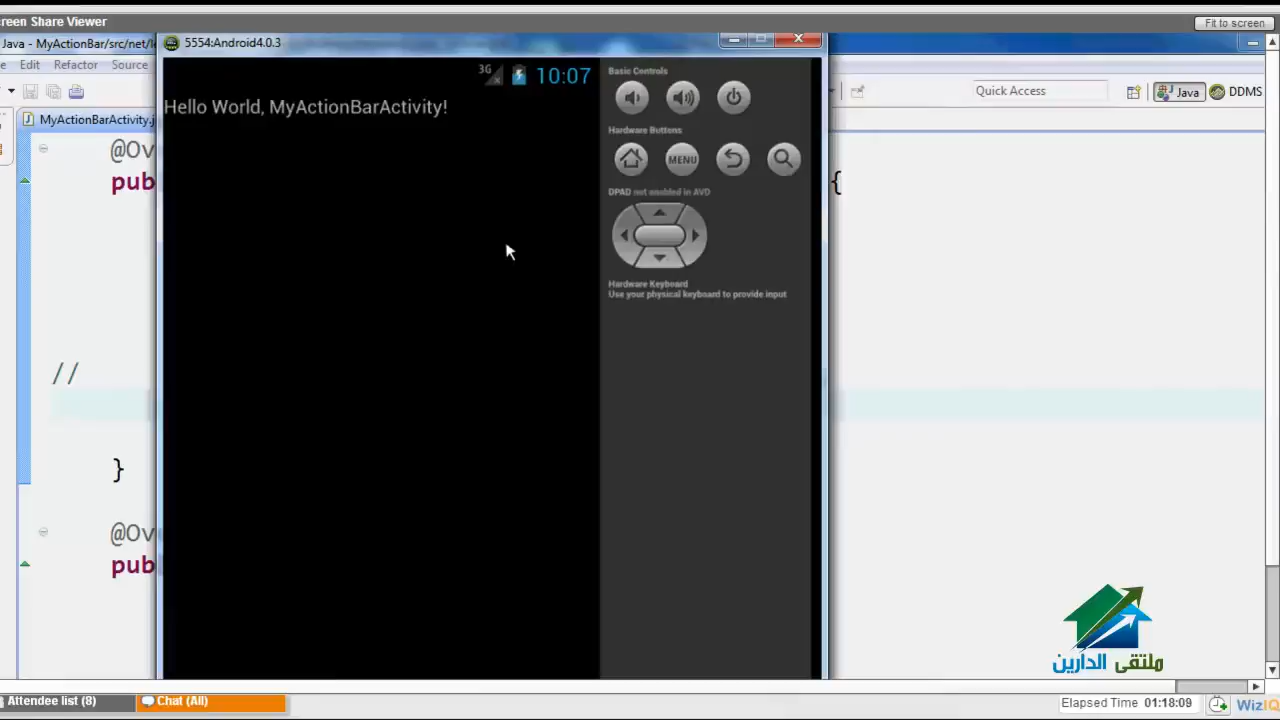 reen Share Viewer
Fit to screen
Java - MyActionBar/src/net/
5554:Android4.0.3
Edit Refactor Source
Quick Access
Java
DDMS
MyActionBarActivity.j
3G
10:07
Hello World, MyActionBarActivity!
Basic Controls
Hardware Buttons
MENU
DPAD not enabled in AVD
Hardware Keyboard
Use your physical keyboard to provide input
@Ov
pub
{
//
}
@Ov
pub
ملتقى الدارين
Attendee list (8)
Chat (All)
Elapsed Time 01:18:09
WizIQ